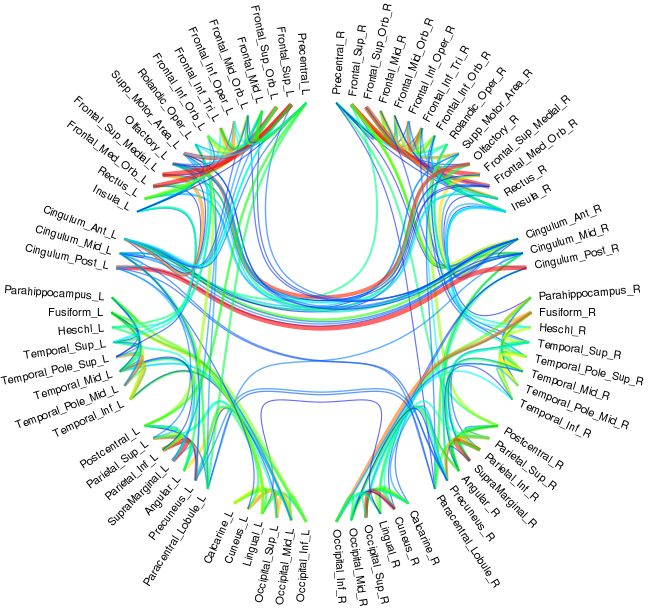 Precentral_L
Frontal_Sup_L
Frontal_Sup_Orb_L
Frontal_Mid_L
Frontal_Mid_Orb_L
Frontal_Inf_Oper_L
Frontal_Inf_Tri_L
Frontal_Inf_Orb_L
Rolandic_Oper_L
Supp_Motor_Area_L
Olfactory_L
Frontal_Sup_Medial_L
Frontal_Med_Orb_L
Rectus_L
Insula_L
Cingulum_Ant_L
Cingulum_Mid_L
Cingulum_Post_L
Parahippocampus_L
Fusiform_L
Heschl_L
Temporal_Sup_L
Temporal_Pole_Sup_L
Temporal_Mid_L
Temporal_Pole_Mid_L
Temporal_Inf_L
Postcentral_L
Parietal_Sup_L
Parietal_Inf_L
SupraMarginal_L
Angular_L
Precuneus_L
Paracentral_Lobule_L
Calcarine_L
Cuneus_L
Lingual_L
Occipital_Sup_L
Occipital_Mid_L
Occipital_Inf_L
Precentral_R
Frontal_Sup_R
Frontal_Sup_Orb_R
Frontal_Mid_R
Frontal_Mid_Orb_R
Frontal_Inf_Oper_R
Frontal_Inf_Tri_R
Frontal_Inf_Orb_R
Rolandic_Oper_R
Supp_Motor_Area_R
Olfactory_R
Frontal_Sup_Medial_R
Frontal_Med_Orb_R
Rectus_R
Insula_R
Cingulum_Ant_R
Cingulum_Mid_R
Cingulum_Post_R
Parahippocampus_R
Fusiform_R
Heschl_R
Temporal_Sup_R
Temporal_Pole_Sup_R
Temporal_Mid_R
Temporal_Pole_Mid_R
Temporal_Inf_R
Postcentral_R
Parietal_Sup_R
Parietal_Inf_R
SupraMarginal_R
Angular_R
Precuneus_R
Paracentral_Lobule_R
Calcarine_R
Cuneus_R
Lingual_R
Occipital_Sup_R
Occipital_Mid_R
Occipital_Inf_R